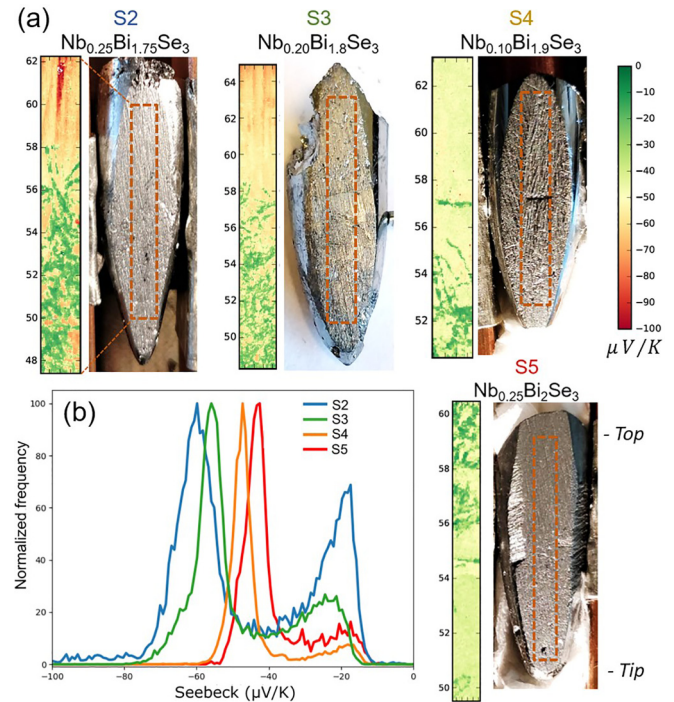 (a)
S2
Nb0.25Bi1.75Se3
S3
Nb0.20Bi1.8Se3
S4
Nb0.10Bi1.9Se3
62
60
58
56
54
52
50
48
64
62
60
58
56
54
52
50
62
60
58
56
54
52
0
−10
−20
−30
−40
−50
−60
−70
−80
−90
−100
μV/K
S5
Nb0.25Bi2Se3
60
58
56
54
52
50
- Top
- Tip
(b)
S2
S3
S4
S5
Normalized frequency
100
80
60
40
20
0
−100
−80
−60
−40
−20
0
Seebeck (μV/K)